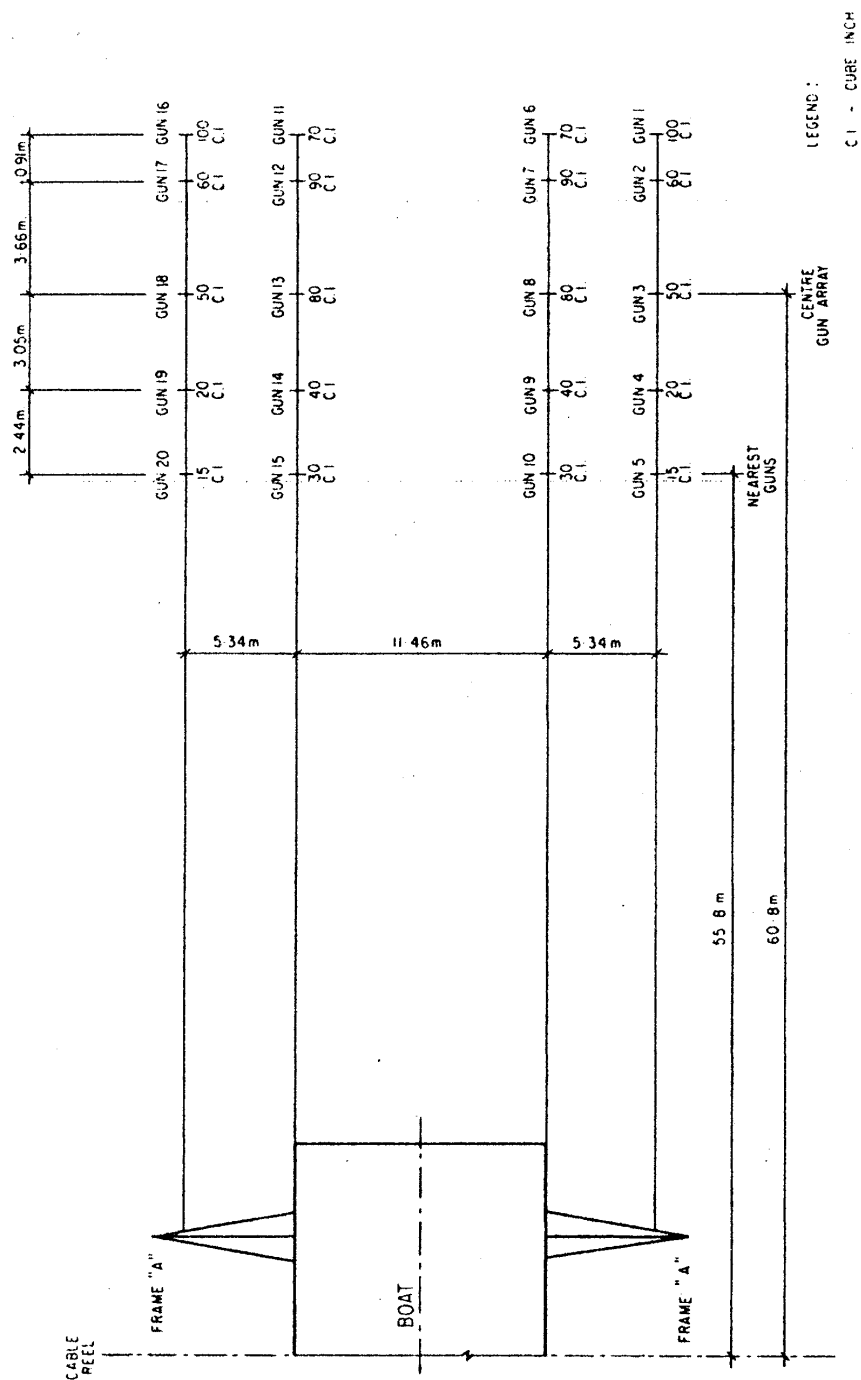 0.91m
3.66m.
3.05m
2.44m
GUN 16
GUN 17
GUN 18
GUN 19
GUN 20
100
C.I.
60
C.I.
50
C.I.
20
C.I.
15
C.I.
GUN 11
GUN 12
GUN 13
GUN 14
GUN 15
70
C.I.
90
C.I.
80
C.I.
40
C.I.
30
C.I.
GUN 6
GUN 7
GUN 8
GUN 9
GUN 10
70
C.I.
90
C.I.
80
C.I.
40
C.I.
30
C.I.
GUN 1
GUN 2
GUN 3
GUN 4
GUN 5
100
C.I.
60
C.I.
50
C.I.
20
C.I.
15
C.I.
NEAREST
GUNS
CENTRE
GUN ARRAY
5.34m
11.46m
5.34m
55.8m
60.8m
FRAME "A"
BOAT
FRAME "A"
CABLE
REEL
LEGEND :
C.I. - CUBE INCH